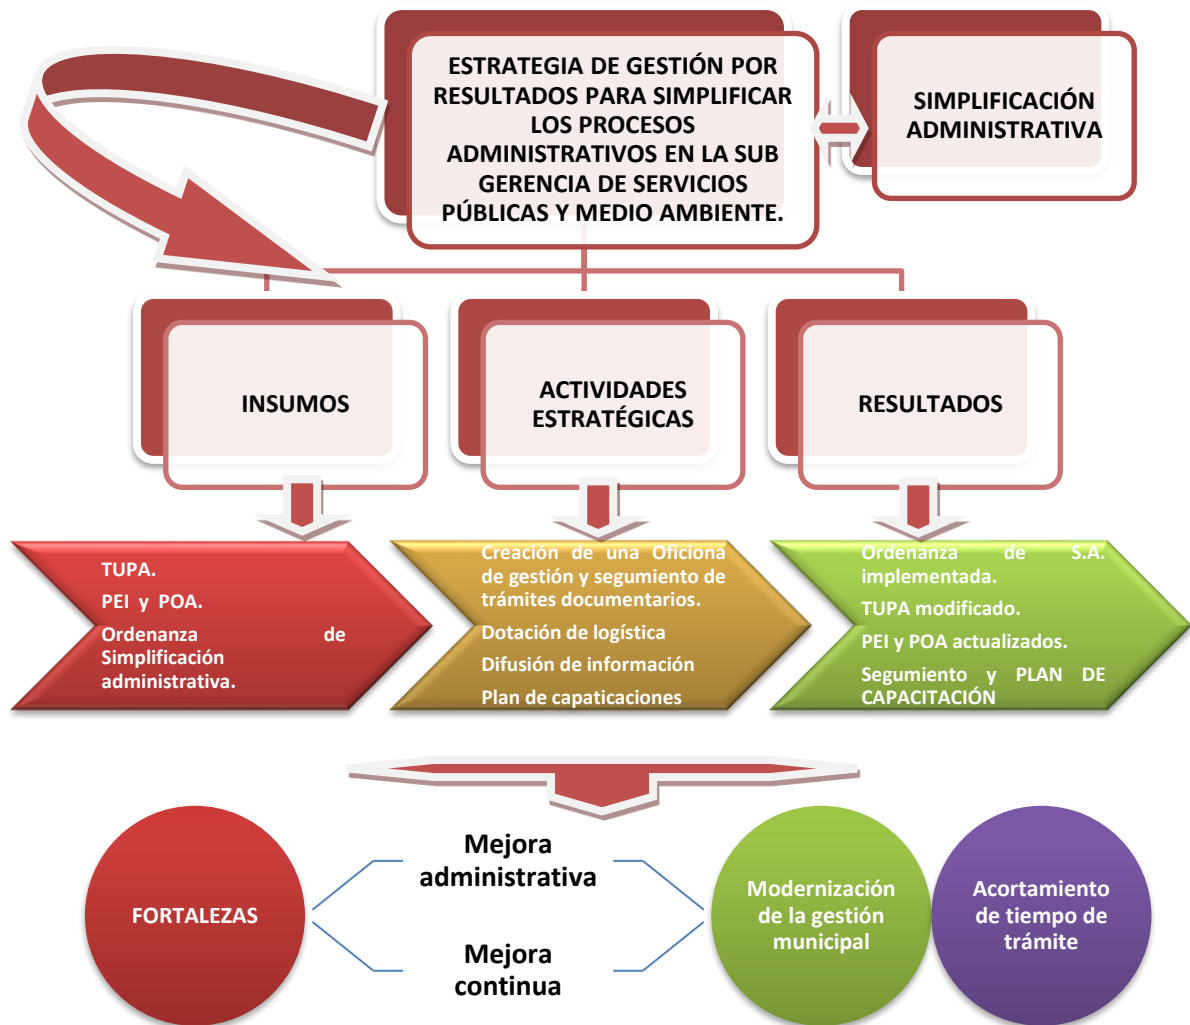 ESTRATEGIA DE GESTIÓN POR
RESULTADOS PARA SIMPLIFICAR
LOS PROCESOS
ADMINISTRATIVOS EN LA SUB
GERENCIA DE SERVICIOS
PÚBLICAS Y MEDIO AMBIENTE.
SIMPLIFICACIÓN
ADMINISTRATIVA
INSUMOS
ACTIVIDADES
ESTRATÉGICAS
RESULTADOS
TUPA.
PEI y POA.
Ordenanza de
Simplificación
administrativa.
Creación de una Oficiona
de gestión y segumiento de
trámites documentarios.
Dotación de logística
Difusión de información
Plan de capaticaciones
Ordenanza de S.A.
implementada.
TUPA modificado.
PEI y POA actualizados.
Segumiento y PLAN DE
CAPACITACIÓN
FORTALEZAS
Mejora
administrativa
Mejora
continua
Modernización
de la gestión
municipal
Acortamiento
de tiempo de
trámite